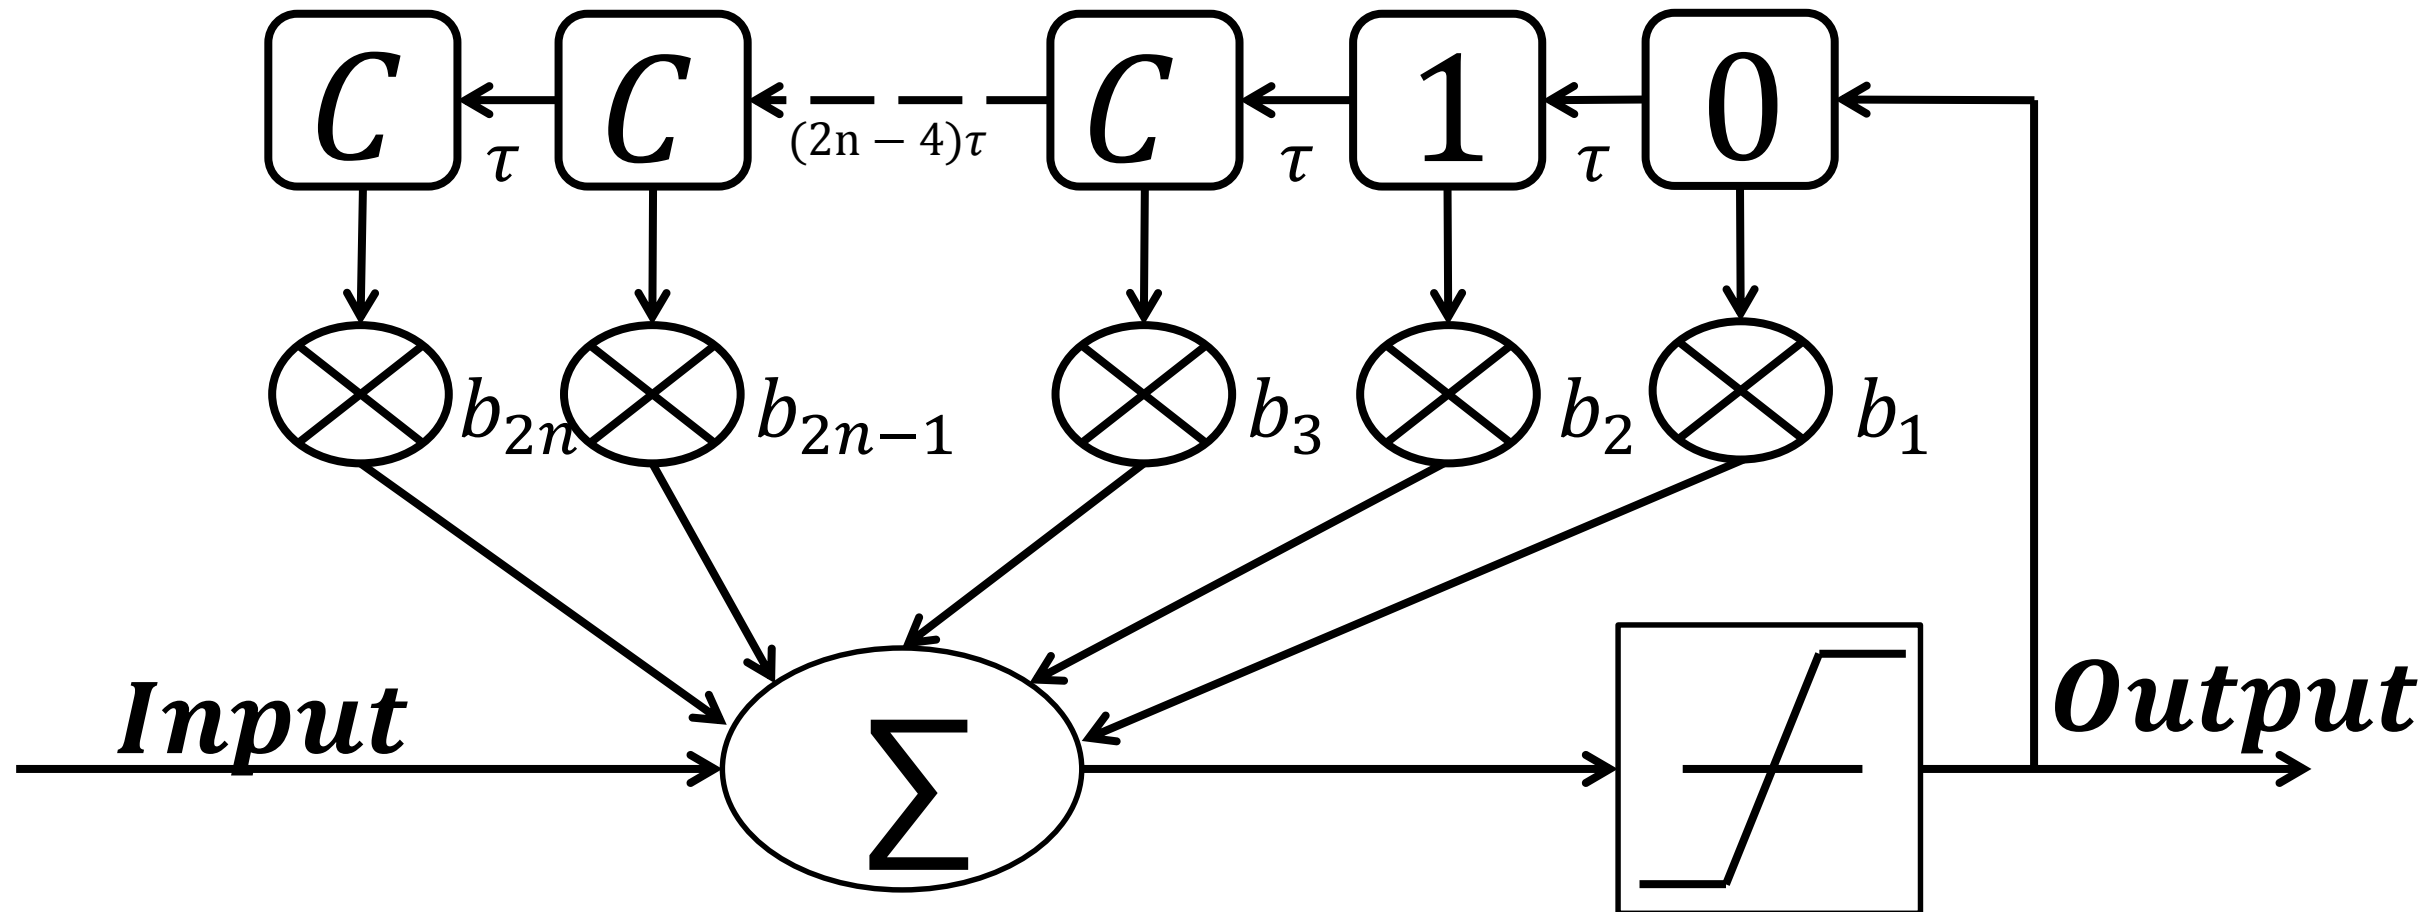 C C C 1 0
τ (2n − 4)τ τ τ
b₂ₙ b₂ₙ₋₁ b₃ b₂ b₁
Input Σ Output